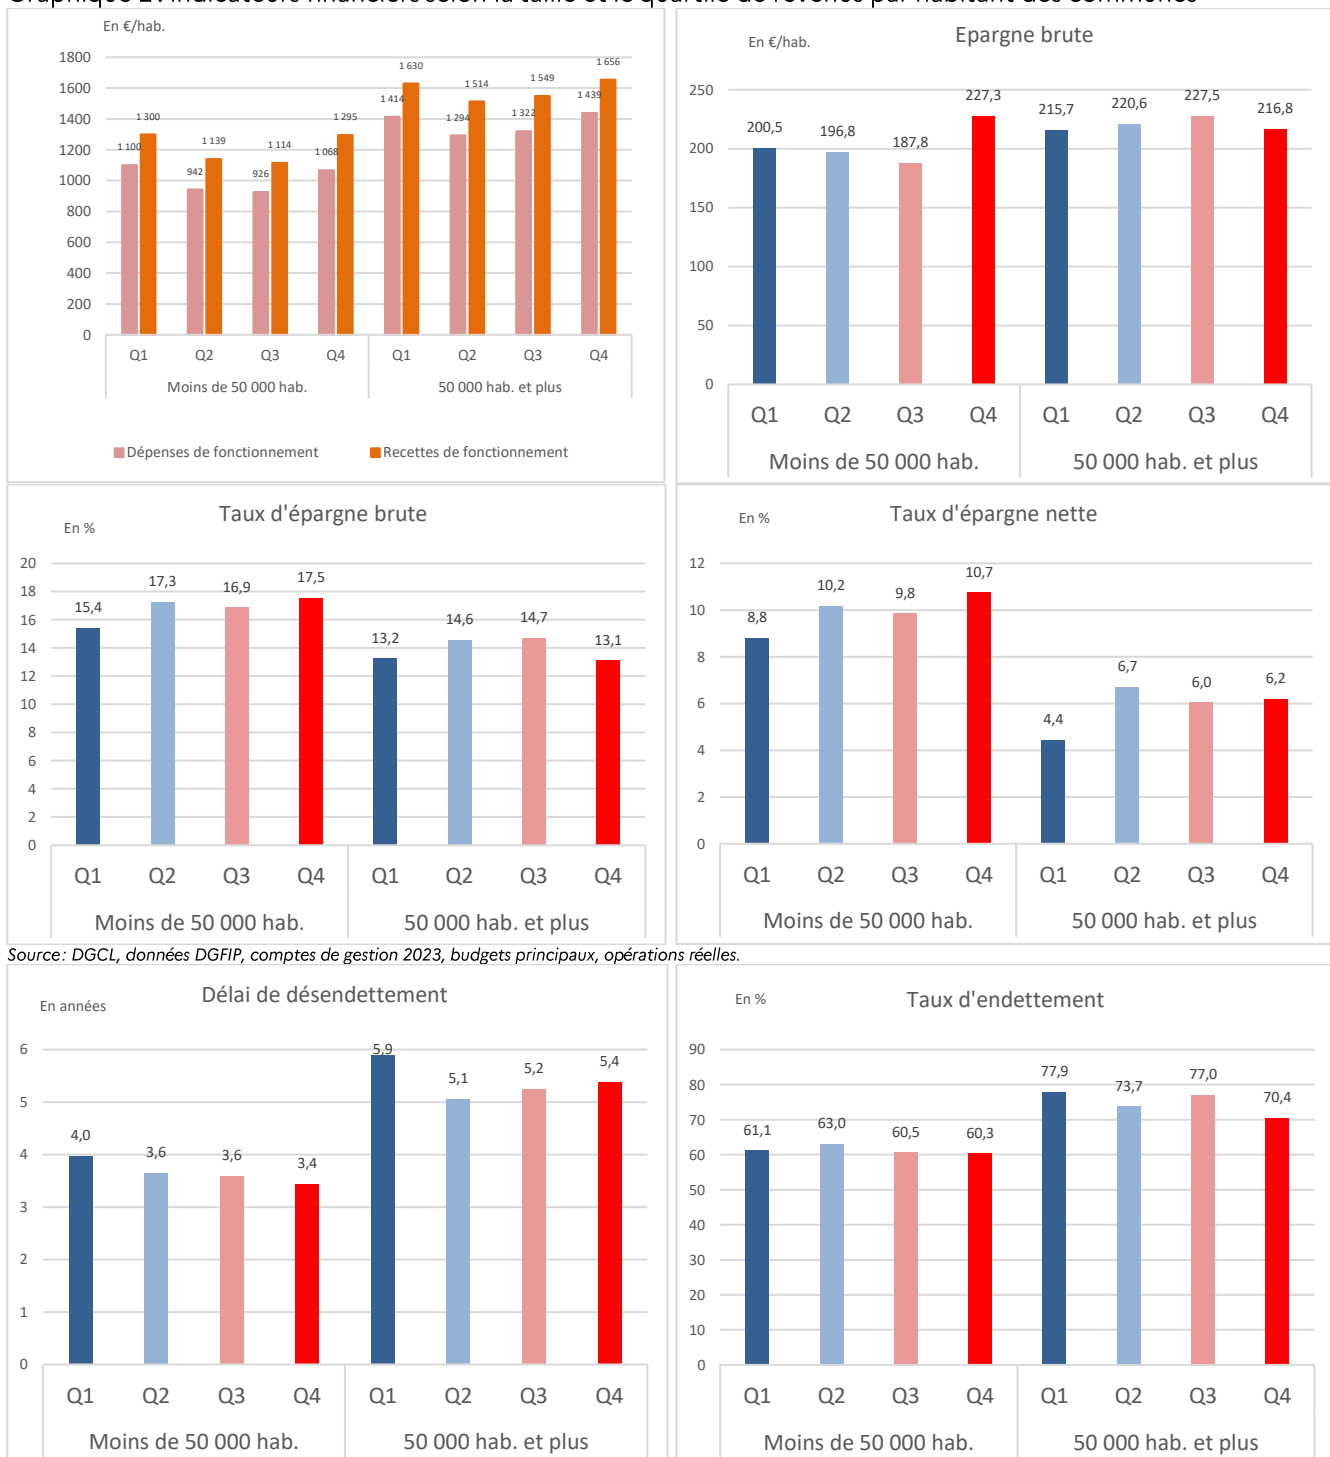 Graphique 2 : Indicateurs financiers selon la taille et le quartile de revenus par habitant des communes
En €/hab.
1800
1600
1400
1200
1000
800
600
400
200
0
1 100
1 300
942
1 139
926
1 114
1 068
1 295
1 414
1 630
1 294
1 514
1 322
1 549
1 439
1 656
Q1 Q2 Q3 Q4 Q1 Q2 Q3 Q4
Moins de 50 000 hab. 50 000 hab. et plus
Dépenses de fonctionnement Recettes de fonctionnement
Epargne brute
En €/hab.
250
200
150
100
50
0
200,5 196,8 187,8 227,3 215,7 220,6 227,5 216,8
Q1 Q2 Q3 Q4 Q1 Q2 Q3 Q4
Moins de 50 000 hab. 50 000 hab. et plus
Taux d'épargne brute
En %
20
18
16
14
12
10
8
6
4
2
0
15,4 17,3 16,9 17,5 13,2 14,6 14,7 13,1
Q1 Q2 Q3 Q4 Q1 Q2 Q3 Q4
Moins de 50 000 hab. 50 000 hab. et plus
Taux d'épargne nette
En %
12
10
8
6
4
2
0
8,8 10,2 9,8 10,7 4,4 6,7 6,0 6,2
Q1 Q2 Q3 Q4 Q1 Q2 Q3 Q4
Moins de 50 000 hab. 50 000 hab. et plus
Source : DGCL, données DGFIP, comptes de gestion 2023, budgets principaux, opérations réelles.
Délai de désendettement
En années
6
5
4
3
2
1
0
4,0 3,6 3,6 3,4 5,9 5,1 5,2 5,4
Q1 Q2 Q3 Q4 Q1 Q2 Q3 Q4
Moins de 50 000 hab. 50 000 hab. et plus
Taux d'endettement
En %
90
80
70
60
50
40
30
20
10
0
61,1 63,0 60,5 60,3 77,9 73,7 77,0 70,4
Q1 Q2 Q3 Q4 Q1 Q2 Q3 Q4
Moins de 50 000 hab. 50 000 hab. et plus